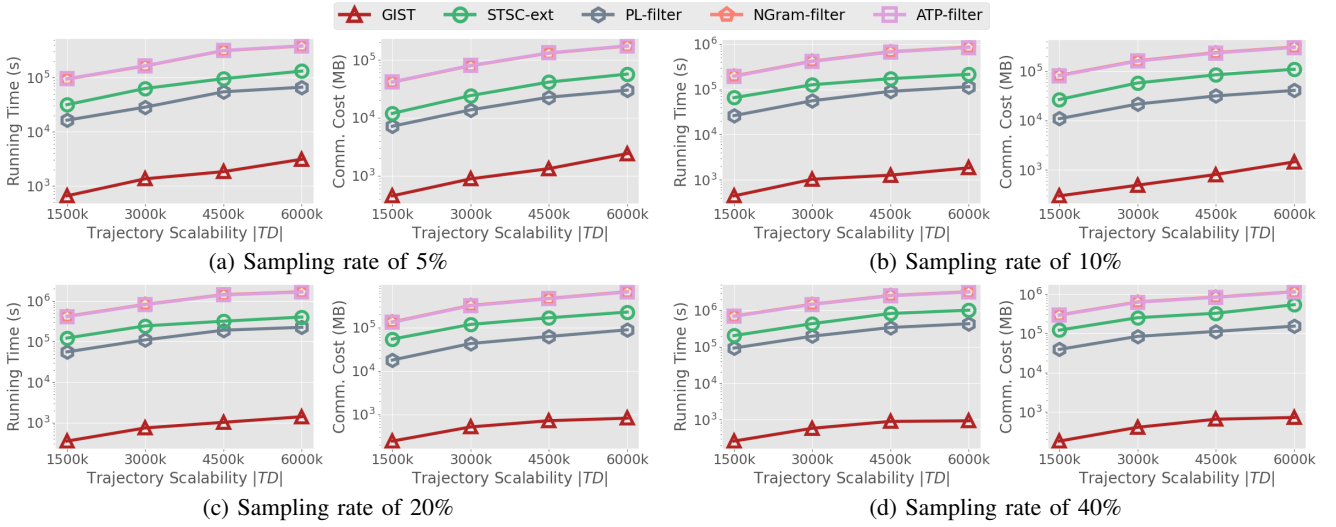 GIST STSC-ext PL-filter NGram-filter ATP-filter
Running Time (s)
10^5
10^4
10^3
1500k 3000k 4500k 6000k
Trajectory Scalability |TD|
Comm. Cost (MB)
10^5
10^4
10^3
1500k 3000k 4500k 6000k
Trajectory Scalability |TD|
(a) Sampling rate of 5%
Running Time (s)
10^6
10^5
10^4
10^3
1500k 3000k 4500k 6000k
Trajectory Scalability |TD|
Comm. Cost (MB)
10^5
10^4
10^3
1500k 3000k 4500k 6000k
Trajectory Scalability |TD|
(b) Sampling rate of 10%
Running Time (s)
10^6
10^5
10^4
10^3
1500k 3000k 4500k 6000k
Trajectory Scalability |TD|
Comm. Cost (MB)
10^5
10^4
10^3
1500k 3000k 4500k 6000k
Trajectory Scalability |TD|
(c) Sampling rate of 20%
Running Time (s)
10^6
10^5
10^4
10^3
1500k 3000k 4500k 6000k
Trajectory Scalability |TD|
Comm. Cost (MB)
10^6
10^5
10^4
10^3
1500k 3000k 4500k 6000k
Trajectory Scalability |TD|
(d) Sampling rate of 40%